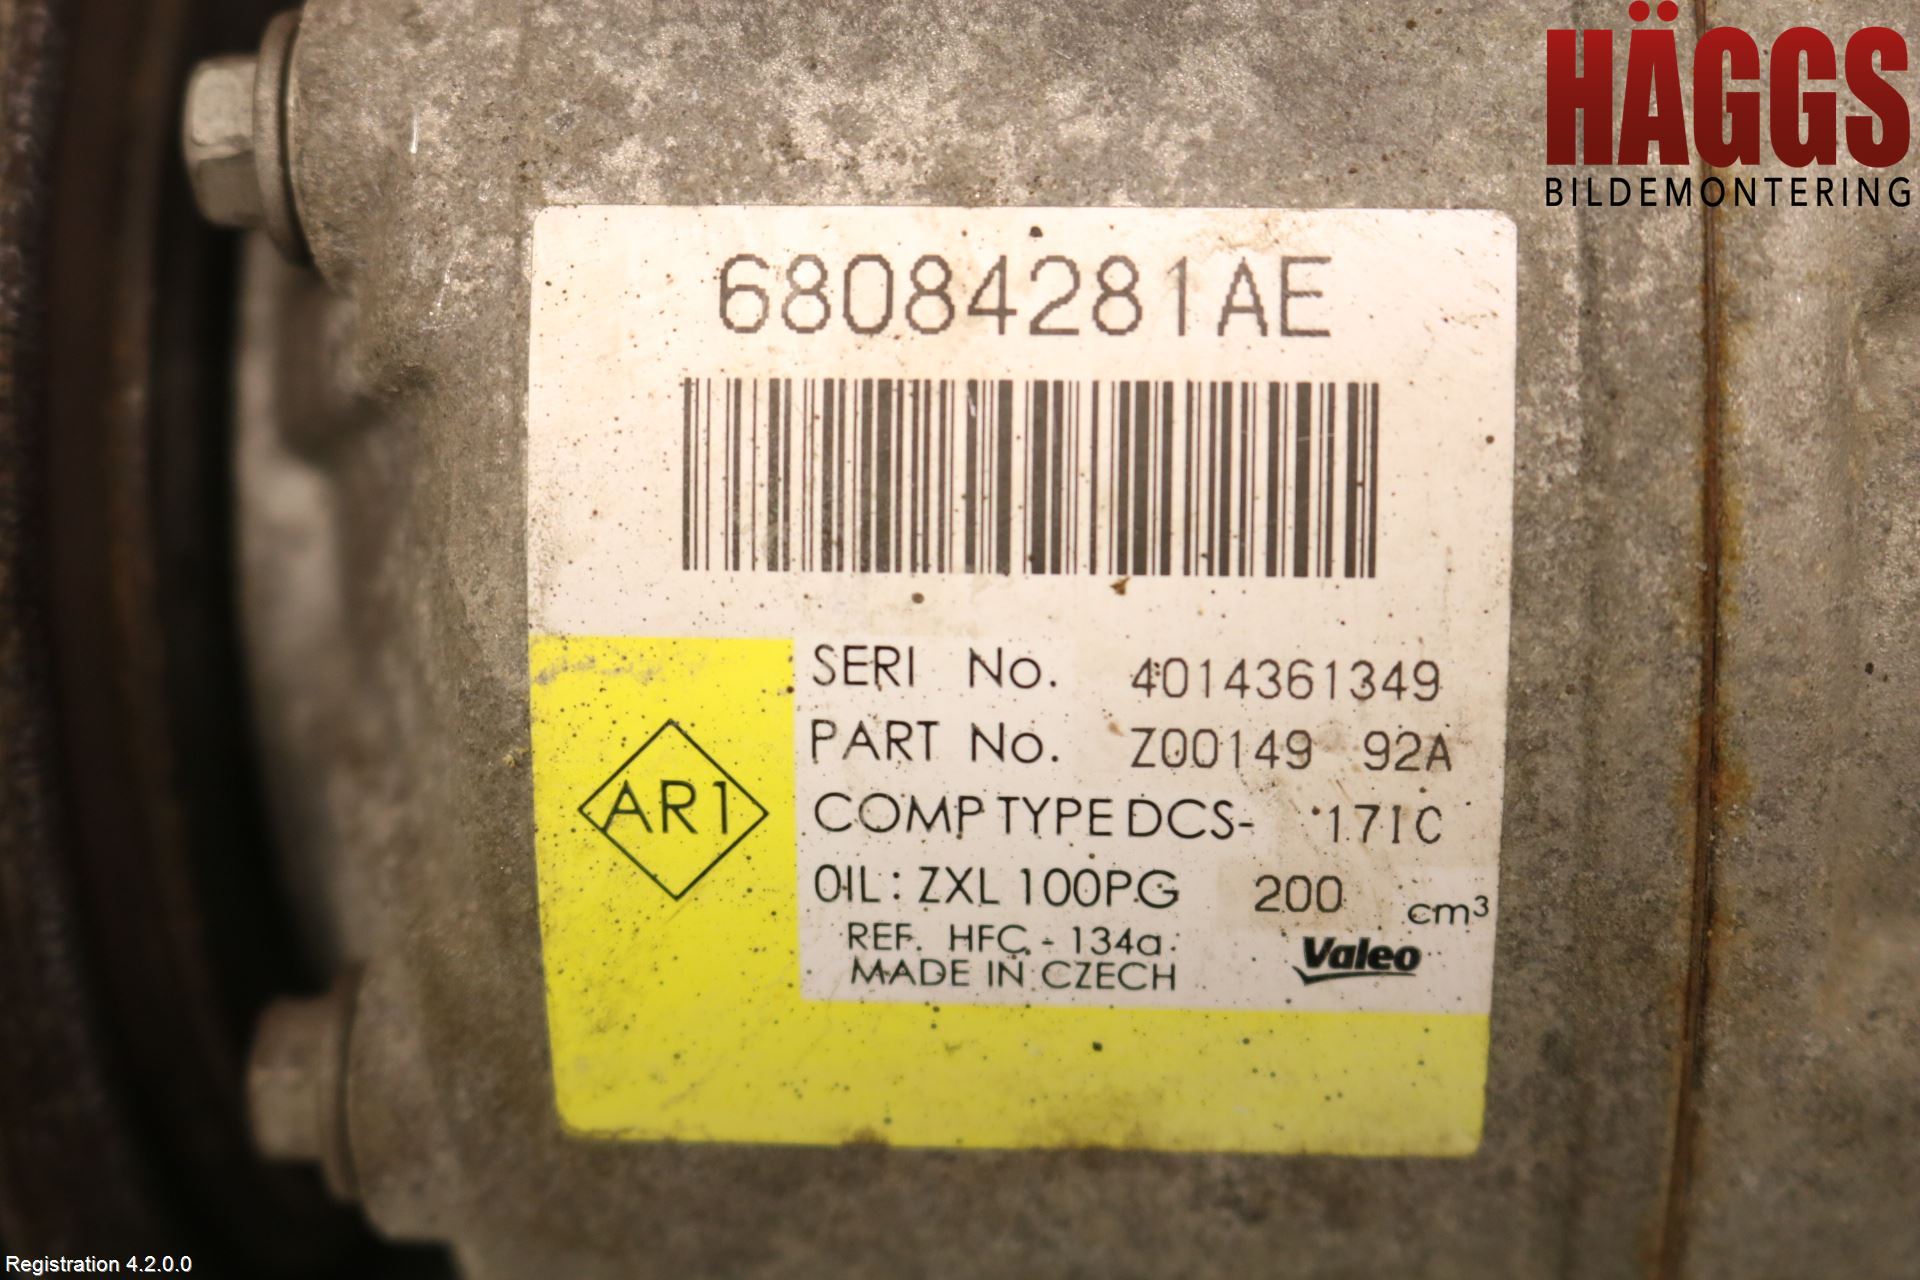 HÄGGS
BILDEMONTERING
68084281AE
SERI No. 4014361349
PART No. Z00149 92A
COMP TYPE DCS- 17IC
AR1
OIL: ZXL 100PG 200 cm³
REF. HFC - 134a
Valeo
MADE IN CZECH
Registration 4.2.0.0